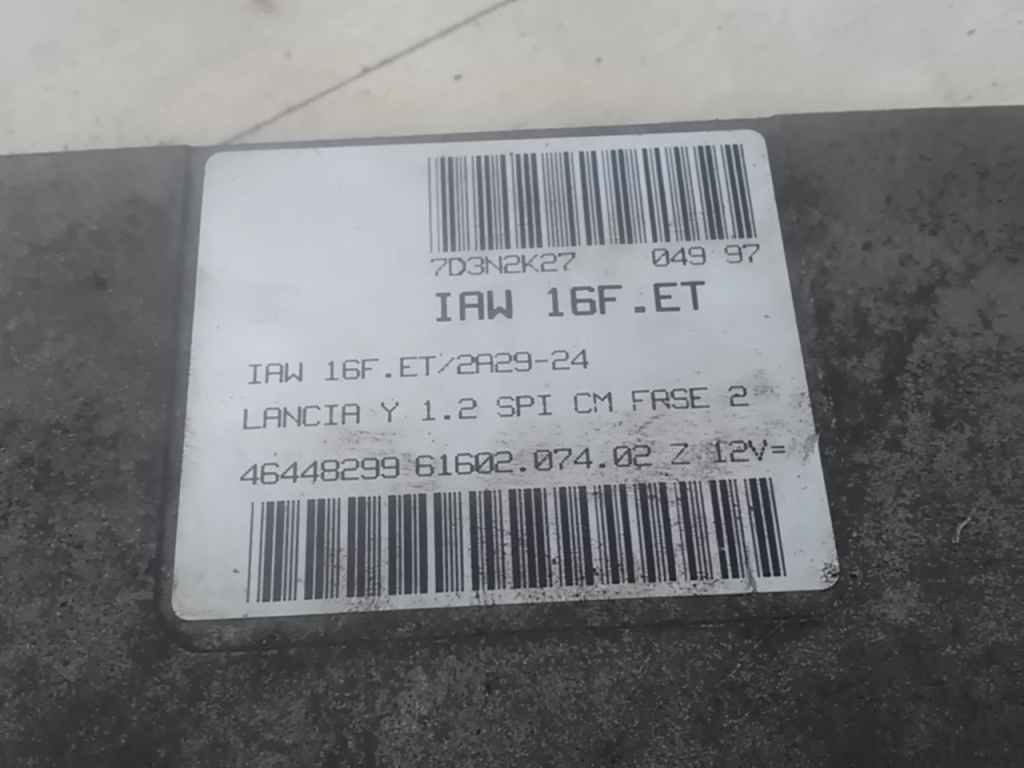 7D3N2K27 049 97
IAW 16F.ET
IAW 16F.ET/2A29-24
LANCIA Y 1.2 SPI CM FRSE 2
46448299 61602.074.02 Z 12V=